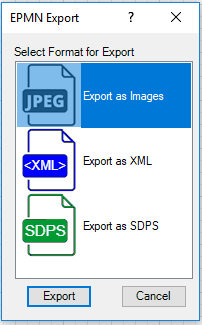 EPMN Export
Select Format for Export
JPEG
Export as Images
<XML>
Export as XML
SDPS
Export as SDPS
Export
Cancel